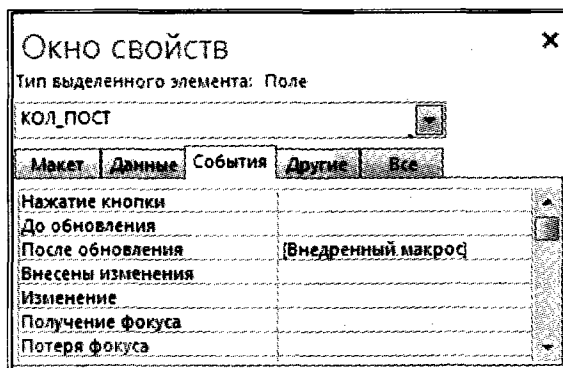 Окно свойств
Тип выделенного элемента: Поле
КОЛ_ПОСТ
Макет Данные События Другие Все
Нажатие кнопки
До обновления
После обновления [Внедренный макрос]
Внесены изменения
Изменение
Получение фокуса
Потеря фокуса